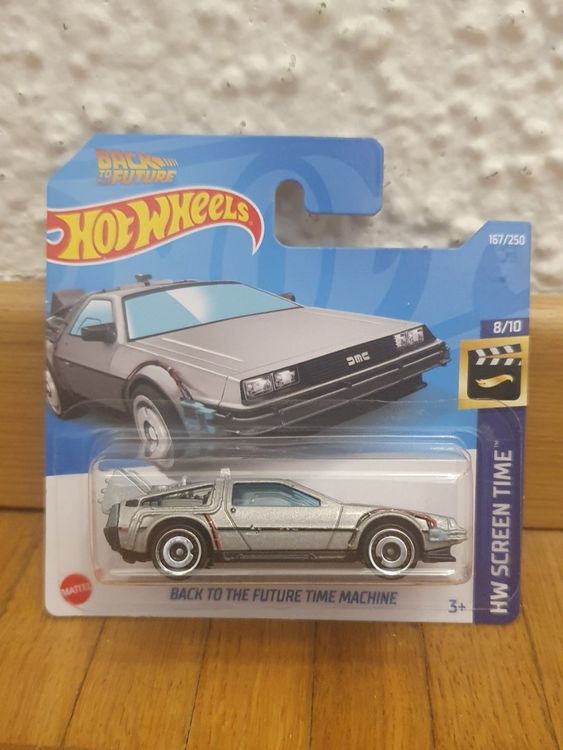 BACK
TO THE
FUTURE
HOT WHEELS
167/250
8/10
DMC
HW SCREEN TIME™
MATTEL
BACK TO THE FUTURE TIME MACHINE
3+